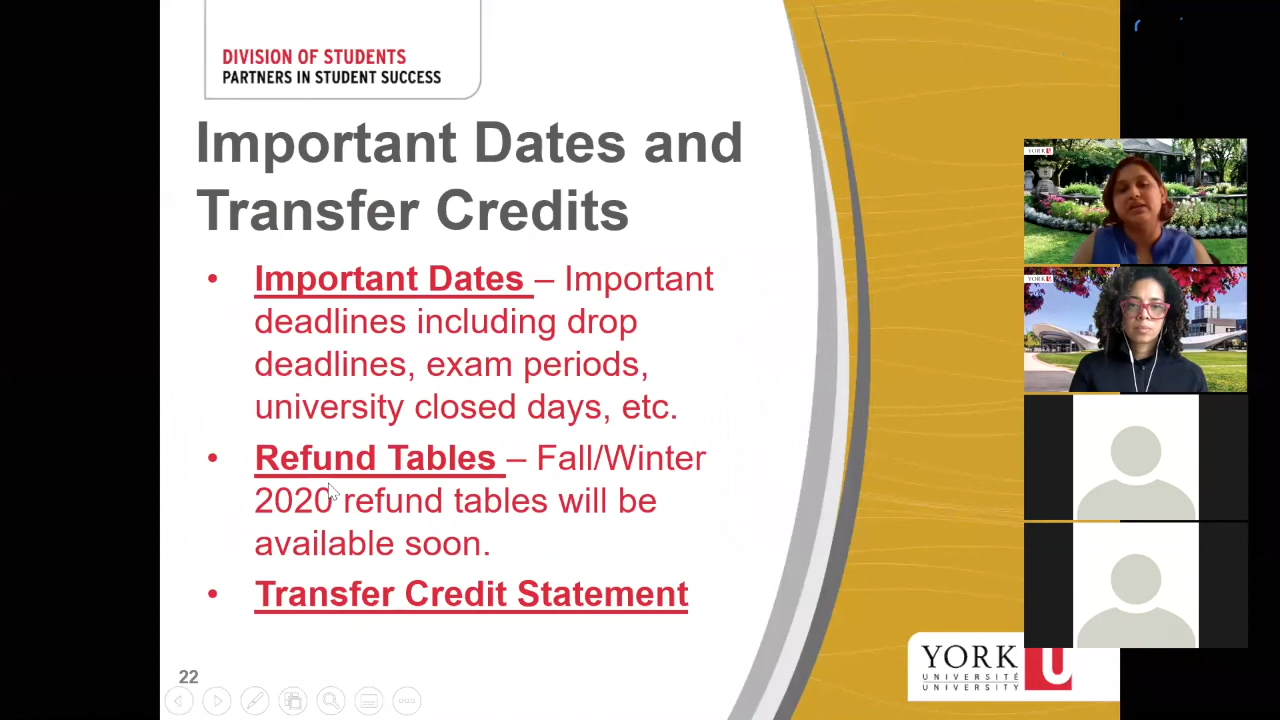 DIVISION OF STUDENTS
PARTNERS IN STUDENT SUCCESS
Important Dates and
Transfer Credits
• Important Dates – Important
deadlines including drop
deadlines, exam periods,
university closed days, etc.
• Refund Tables – Fall/Winter
2020 refund tables will be
available soon.
• Transfer Credit Statement
22
YORK U
UNIVERSITÉ
UNIVERSITY
YORK U
YORK U